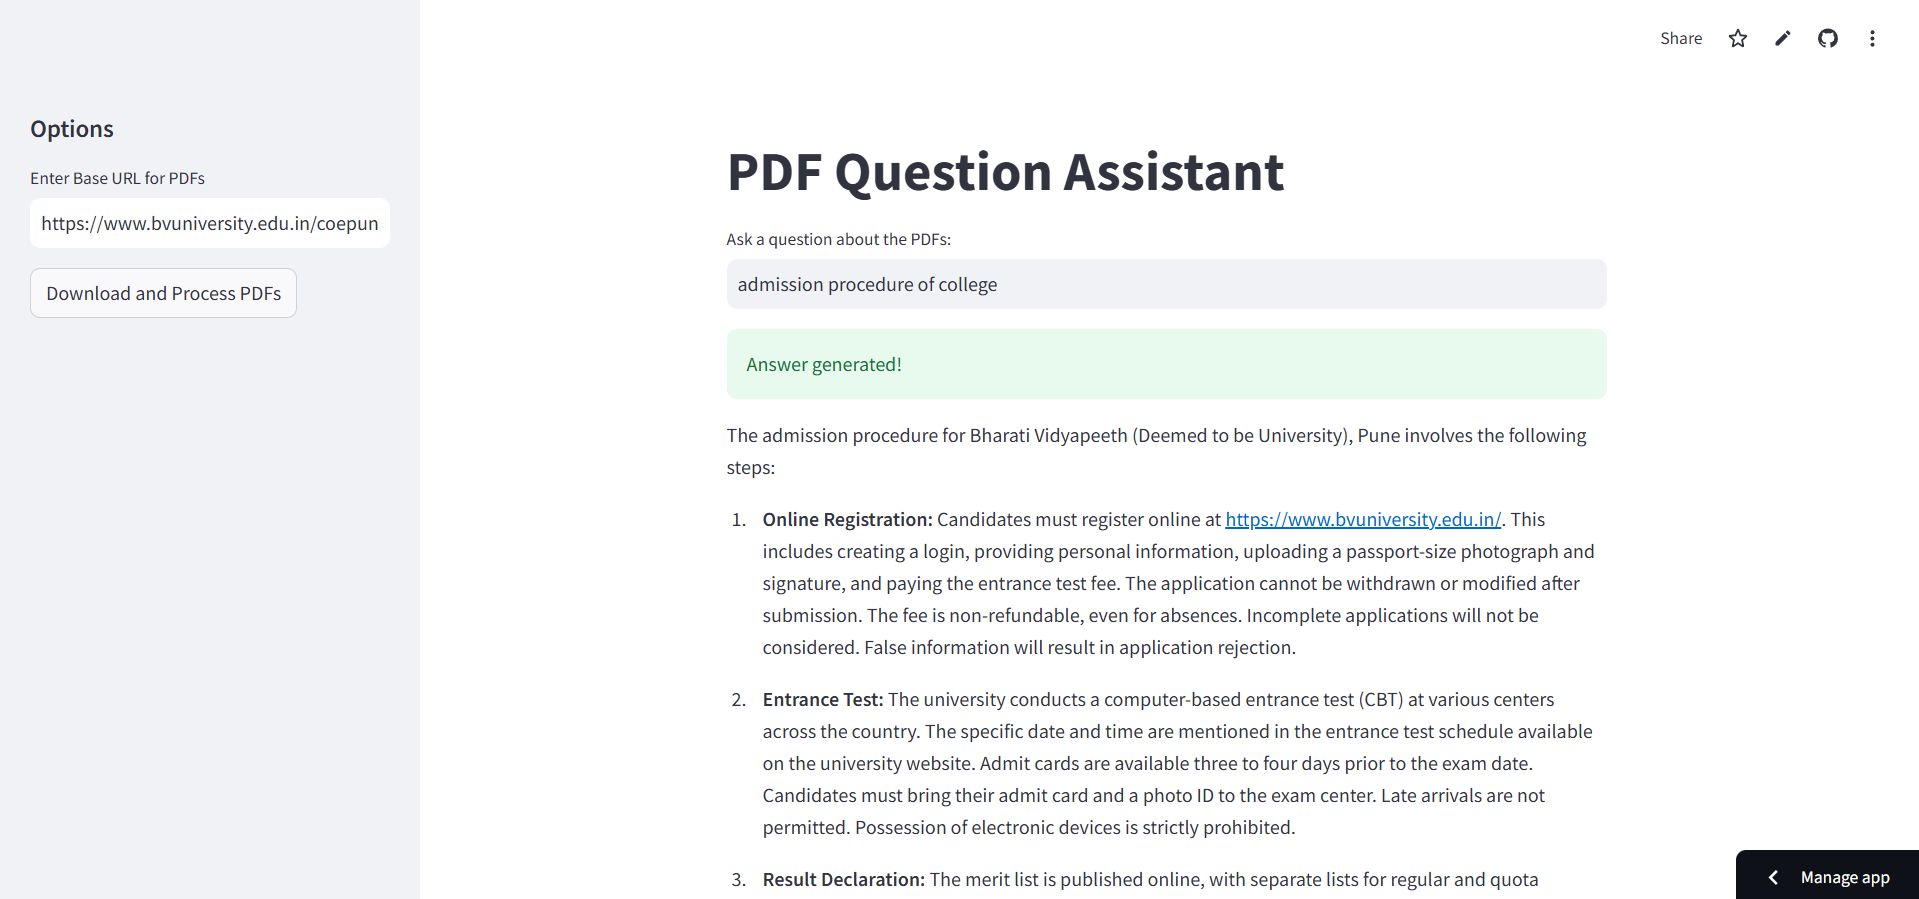 Share
Options
Enter Base URL for PDFs
https://www.bvuniversity.edu.in/coepun
Download and Process PDFs
PDF Question Assistant
Ask a question about the PDFs:
admission procedure of college
Answer generated!
The admission procedure for Bharati Vidyapeeth (Deemed to be University), Pune involves the following
steps:
1. Online Registration: Candidates must register online at https://www.bvuniversity.edu.in/. This
includes creating a login, providing personal information, uploading a passport-size photograph and
signature, and paying the entrance test fee. The application cannot be withdrawn or modified after
submission. The fee is non-refundable, even for absences. Incomplete applications will not be
considered. False information will result in application rejection.
2. Entrance Test: The university conducts a computer-based entrance test (CBT) at various centers
across the country. The specific date and time are mentioned in the entrance test schedule available
on the university website. Admit cards are available three to four days prior to the exam date.
Candidates must bring their admit card and a photo ID to the exam center. Late arrivals are not
permitted. Possession of electronic devices is strictly prohibited.
3. Result Declaration: The merit list is published online, with separate lists for regular and quota
Manage app